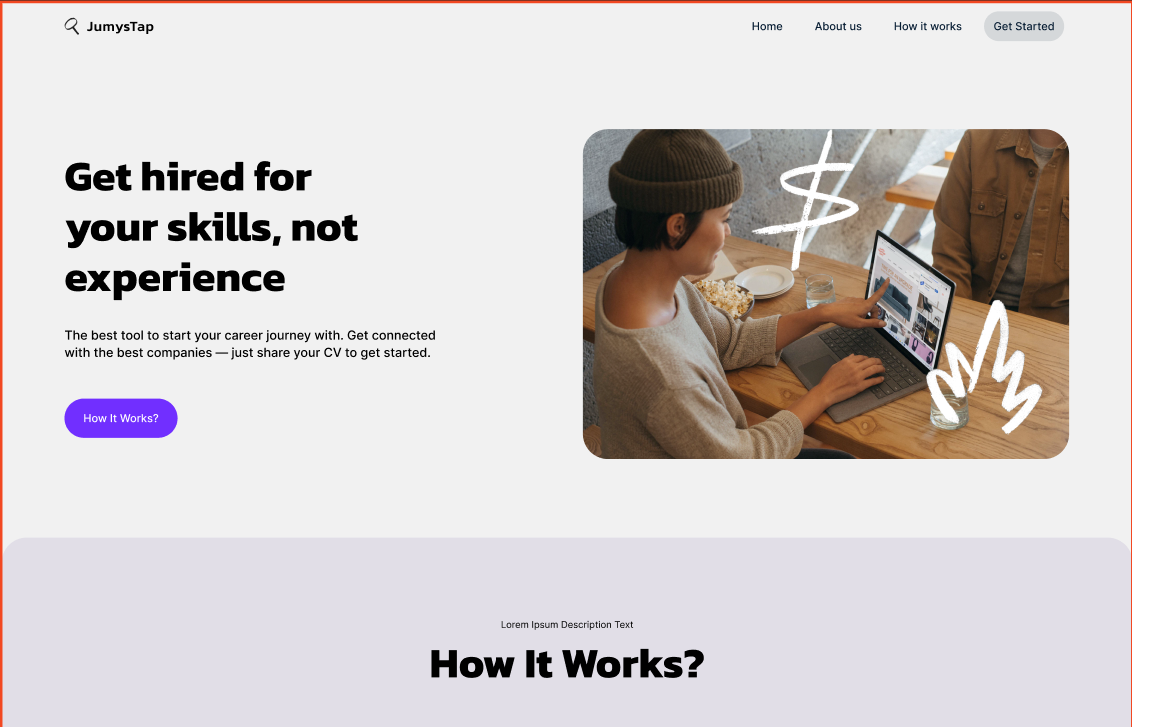 JumysTap
Home
About us
How it works
Get Started
Get hired for
your skills, not
experience
The best tool to start your career journey with. Get connected
with the best companies — just share your CV to get started.
How It Works?
$
Lorem Ipsum Description Text
How It Works?